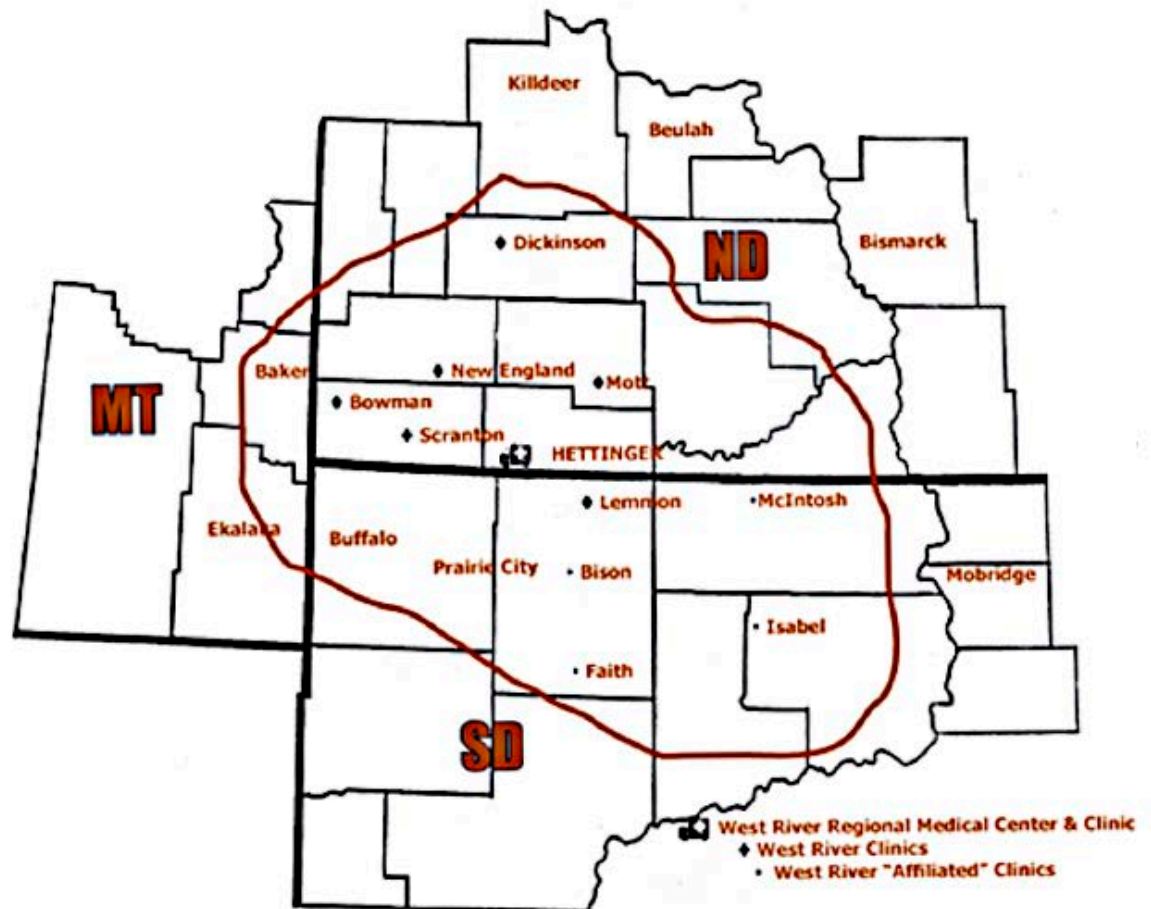 Killdeer
Beulah
Dickinson
ND
Bismarck
Baker
New England
Mott
MT
Bowman
Scranton
HETTINGER
Lemmon
McIntosh
Ekalaka
Buffalo
Prairie City
Bison
Mobridge
Isabel
Faith
SD
West River Regional Medical Center & Clinic
West River Clinics
West River "Affiliated" Clinics